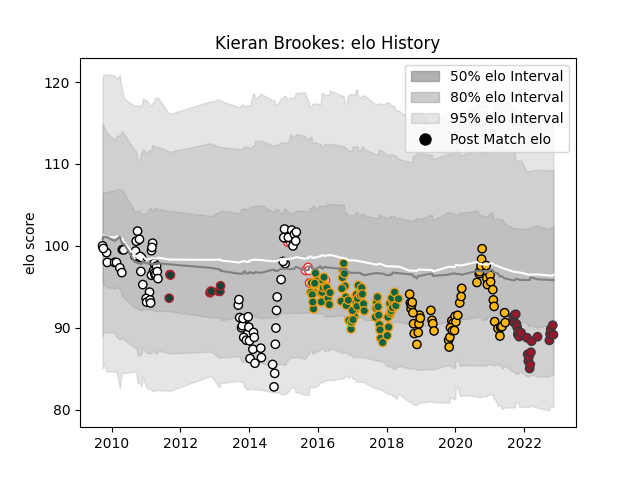 Kieran Brookes: elo History
120
110
100
90
80
elo score
50% elo Interval
80% elo Interval
95% elo Interval
Post Match elo
2010
2012
2014
2016
2018
2020
2022